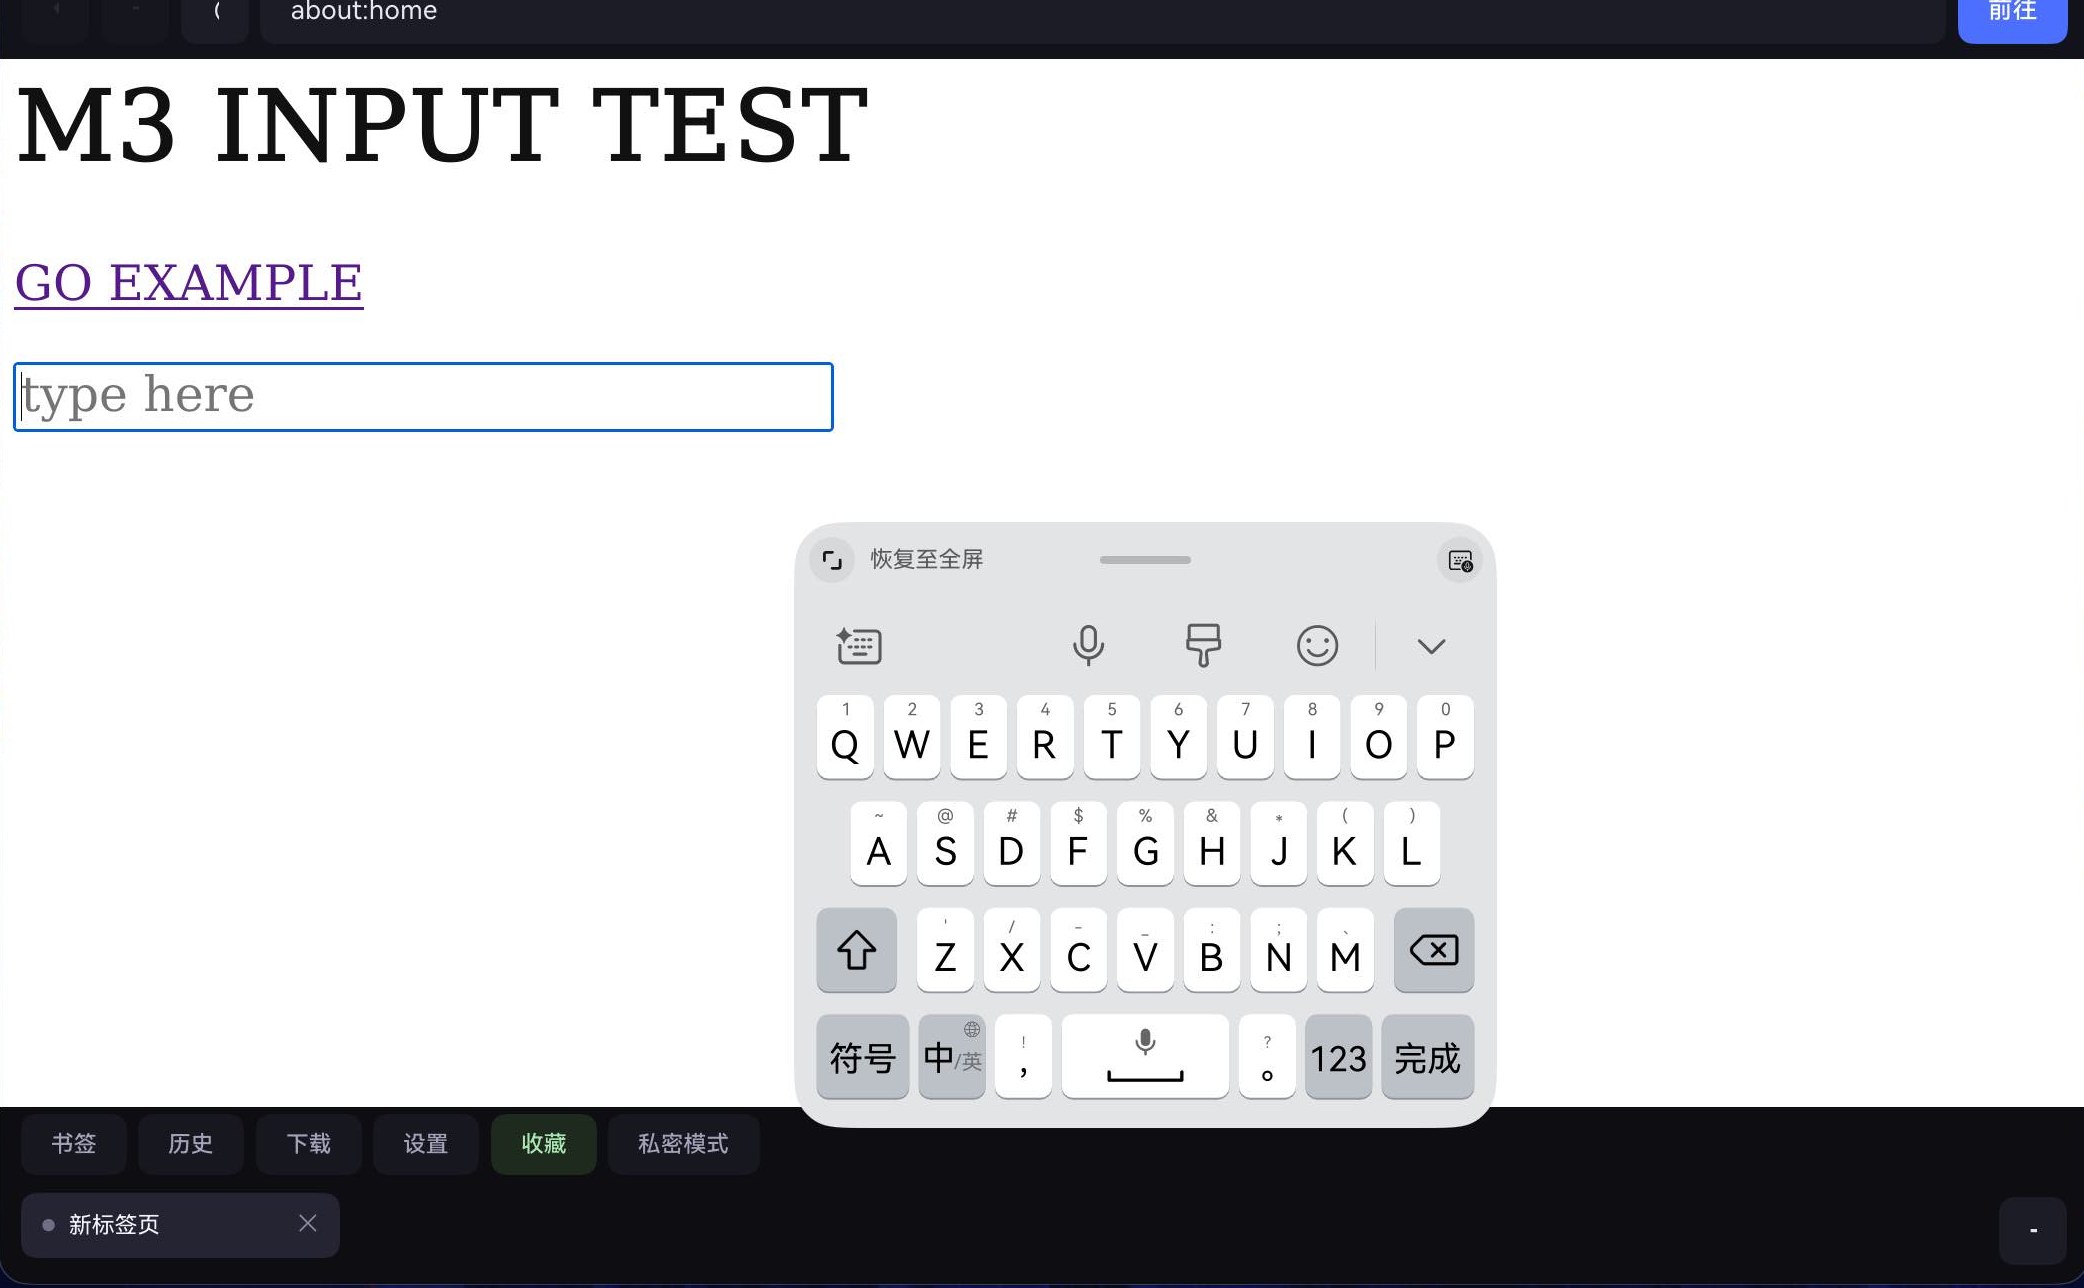 about:home
前往
M3 INPUT TEST
GO EXAMPLE
type here
恢复至全屏
1 2 3 4 5 6 7 8 9 0
Q W E R T Y U I O P
~ @ # $ % & * ( )
A S D F G H J K L
' / - _ : ; 、
Z X C V B N M
符号 中/英 ! , ? 。 123 完成
书签 历史 下载 设置 收藏 私密模式
新标签页
-